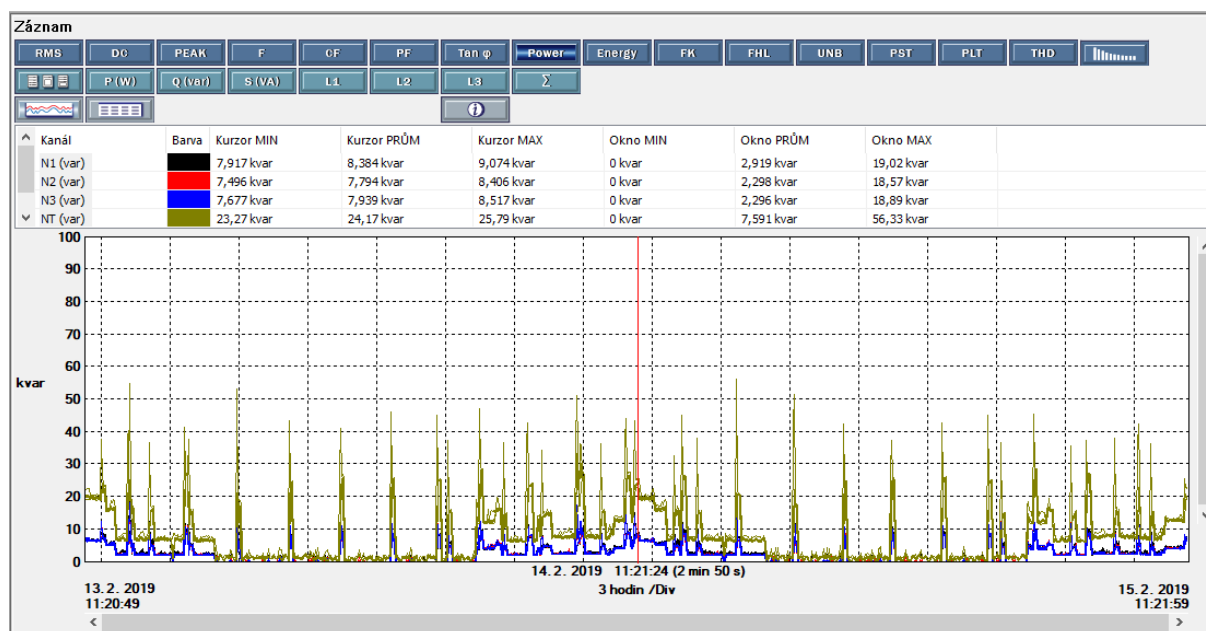 Záznam
RMS DC PEAK F CF PF Tan φ Power Energy FK FHL UNB PST PLT THD
P (W) Q (var) S (VA) L1 L2 L3 Σ
Kanál Barva Kurzor MIN Kurzor PRŮM Kurzor MAX Okno MIN Okno PRŮM Okno MAX
N1 (var) 7,917 kvar 8,384 kvar 9,074 kvar 0 kvar 2,919 kvar 19,02 kvar
N2 (var) 7,496 kvar 7,794 kvar 8,406 kvar 0 kvar 2,298 kvar 18,57 kvar
N3 (var) 7,677 kvar 7,939 kvar 8,517 kvar 0 kvar 2,296 kvar 18,89 kvar
NT (var) 23,27 kvar 24,17 kvar 25,79 kvar 0 kvar 7,591 kvar 56,33 kvar
100
90
80
70
60
kvar
50
40
30
20
10
0
14. 2. 2019 11:21:24 (2 min 50 s)
13. 2. 2019 3 hodin /Div 15. 2. 2019
11:20:49 11:21:59